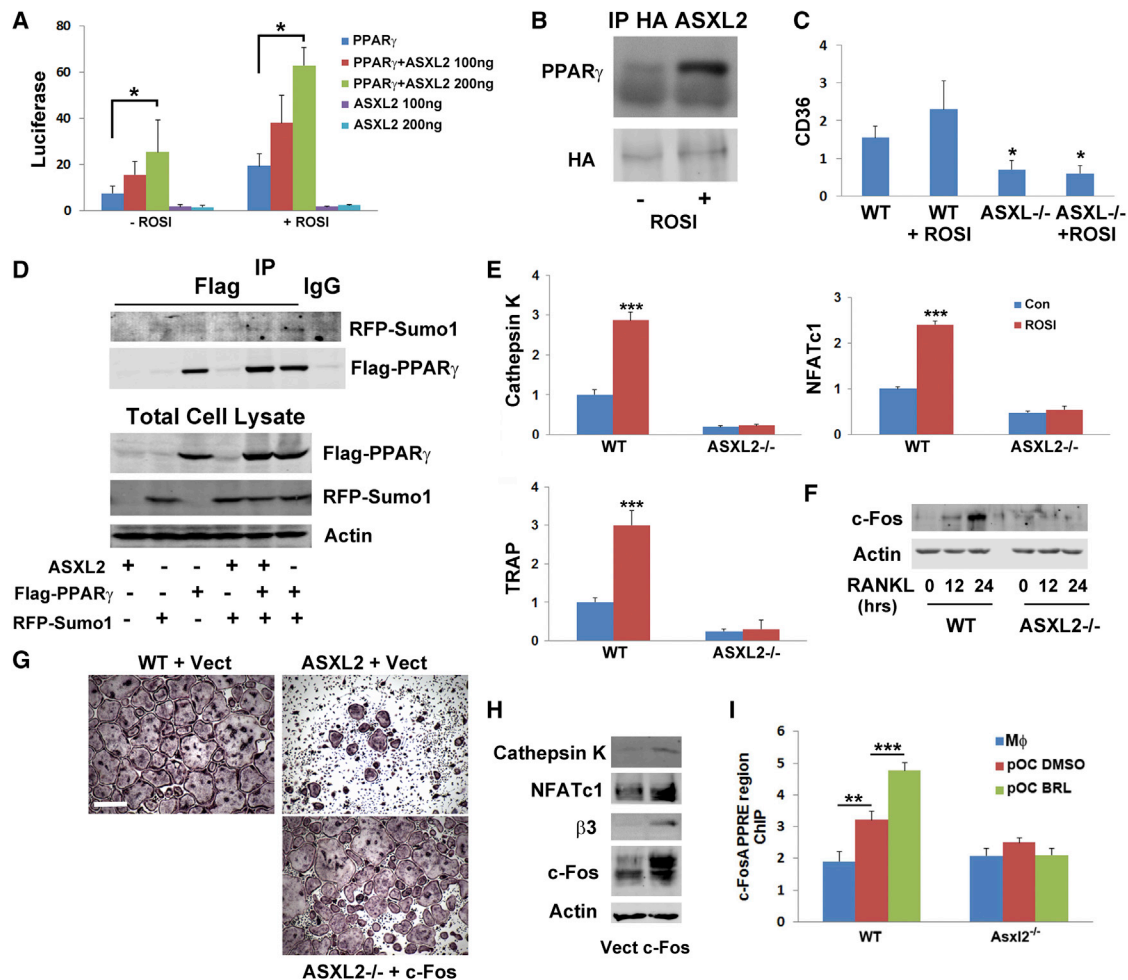 A
Luciferase
80
60
40
20
0
*
*
PPARγ
PPARγ+ASXL2 100ng
PPARγ+ASXL2 200ng
ASXL2 100ng
ASXL2 200ng
- ROSI
+ ROSI
B
IP HA ASXL2
PPARγ
HA
- +
ROSI
C
CD36
4
3
2
1
0
*
*
WT
WT + ROSI
ASXL-/-
ASXL-/- +ROSI
D
IP
Flag IgG
RFP-Sumo1
Flag-PPARγ
Total Cell Lysate
Flag-PPARγ
RFP-Sumo1
Actin
ASXL2 + - - + + -
Flag-PPARγ - - + - + +
RFP-Sumo1 - + - + + +
E
Cathepsin K
4
3
2
1
0
***
WT
ASXL2-/-
NFATc1
3
2
1
0
***
Con
ROSI
WT
ASXL2-/-
TRAP
4
3
2
1
0
***
WT
ASXL2-/-
F
c-Fos
Actin
RANKL 0 12 24 0 12 24
(hrs)
WT ASXL2-/-
G
WT + Vect
ASXL2 + Vect
ASXL2-/- + c-Fos
H
Cathepsin K
NFATc1
β3
c-Fos
Actin
Vect c-Fos
I
c-FosAPPRE region
ChIP
6
5
4
3
2
1
0
**
***
Mϕ
pOC DMSO
pOC BRL
WT
Asxl2-/-